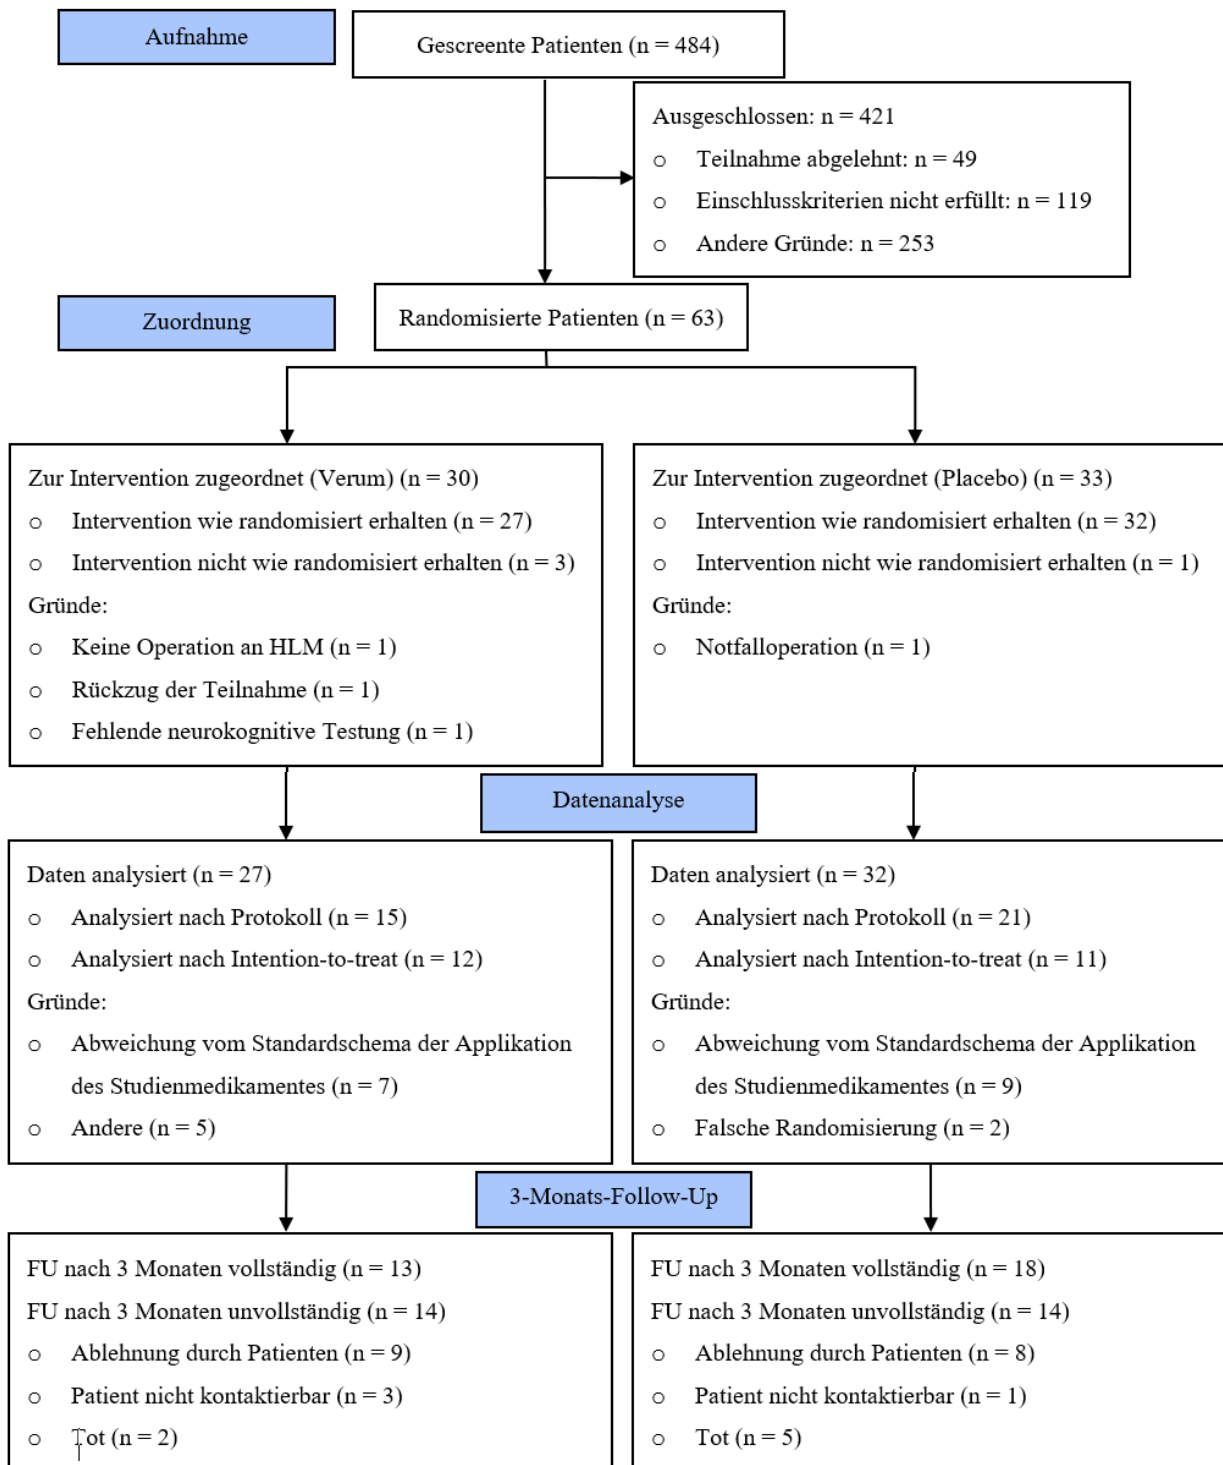 Aufnahme
Gescreente Patienten (n = 484)
Ausgeschlossen: n = 421
o Teilnahme abgelehnt: n = 49
o Einschlusskriterien nicht erfüllt: n = 119
o Andere Gründe: n = 253
Zuordnung
Randomisierte Patienten (n = 63)
Zur Intervention zugeordnet (Verum) (n = 30)
o Intervention wie randomisiert erhalten (n = 27)
o Intervention nicht wie randomisiert erhalten (n = 3)
Gründe:
o Keine Operation an HLM (n = 1)
o Rückzug der Teilnahme (n = 1)
o Fehlende neurokognitive Testung (n = 1)
Zur Intervention zugeordnet (Placebo) (n = 33)
o Intervention wie randomisiert erhalten (n = 32)
o Intervention nicht wie randomisiert erhalten (n = 1)
Gründe:
o Notfalloperation (n = 1)
Datenanalyse
Daten analysiert (n = 27)
o Analysiert nach Protokoll (n = 15)
o Analysiert nach Intention-to-treat (n = 12)
Gründe:
o Abweichung vom Standardschema der Applikation
des Studienmedikamentes (n = 7)
o Andere (n = 5)
Daten analysiert (n = 32)
o Analysiert nach Protokoll (n = 21)
o Analysiert nach Intention-to-treat (n = 11)
Gründe:
o Abweichung vom Standardschema der Applikation
des Studienmedikamentes (n = 9)
o Falsche Randomisierung (n = 2)
3-Monats-Follow-Up
FU nach 3 Monaten vollständig (n = 13)
FU nach 3 Monaten unvollständig (n = 14)
o Ablehnung durch Patienten (n = 9)
o Patient nicht kontaktierbar (n = 3)
o Tot (n = 2)
FU nach 3 Monaten vollständig (n = 18)
FU nach 3 Monaten unvollständig (n = 14)
o Ablehnung durch Patienten (n = 8)
o Patient nicht kontaktierbar (n = 1)
o Tot (n = 5)